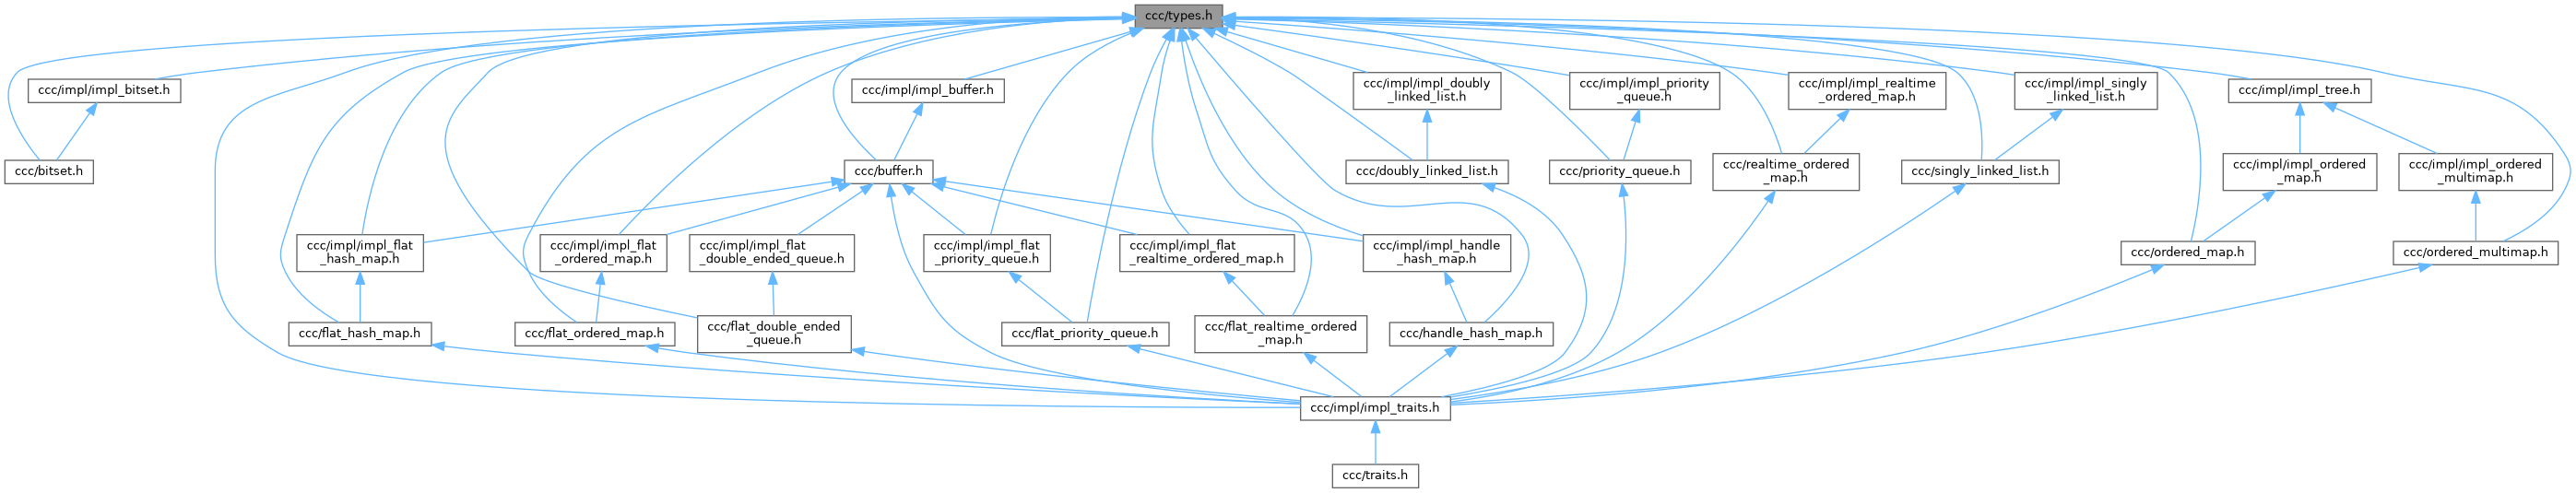 ccc/types.h
ccc/impl/impl_bitset.h
ccc/impl/impl_buffer.h
ccc/impl/impl_doubly
_linked_list.h
ccc/impl/impl_priority
_queue.h
ccc/impl/impl_realtime
_ordered_map.h
ccc/impl/impl_singly
_linked_list.h
ccc/impl/impl_tree.h
ccc/bitset.h
ccc/buffer.h
ccc/doubly_linked_list.h
ccc/priority_queue.h
ccc/realtime_ordered
_map.h
ccc/singly_linked_list.h
ccc/impl/impl_ordered
_map.h
ccc/impl/impl_ordered
_multimap.h
ccc/impl/impl_flat
_hash_map.h
ccc/impl/impl_flat
_ordered_map.h
ccc/impl/impl_flat
_double_ended_queue.h
ccc/impl/impl_flat
_priority_queue.h
ccc/impl/impl_flat
_realtime_ordered_map.h
ccc/impl/impl_handle
_hash_map.h
ccc/ordered_map.h
ccc/ordered_multimap.h
ccc/flat_hash_map.h
ccc/flat_ordered_map.h
ccc/flat_double_ended
_queue.h
ccc/flat_priority_queue.h
ccc/flat_realtime_ordered
_map.h
ccc/handle_hash_map.h
ccc/impl/impl_traits.h
ccc/traits.h